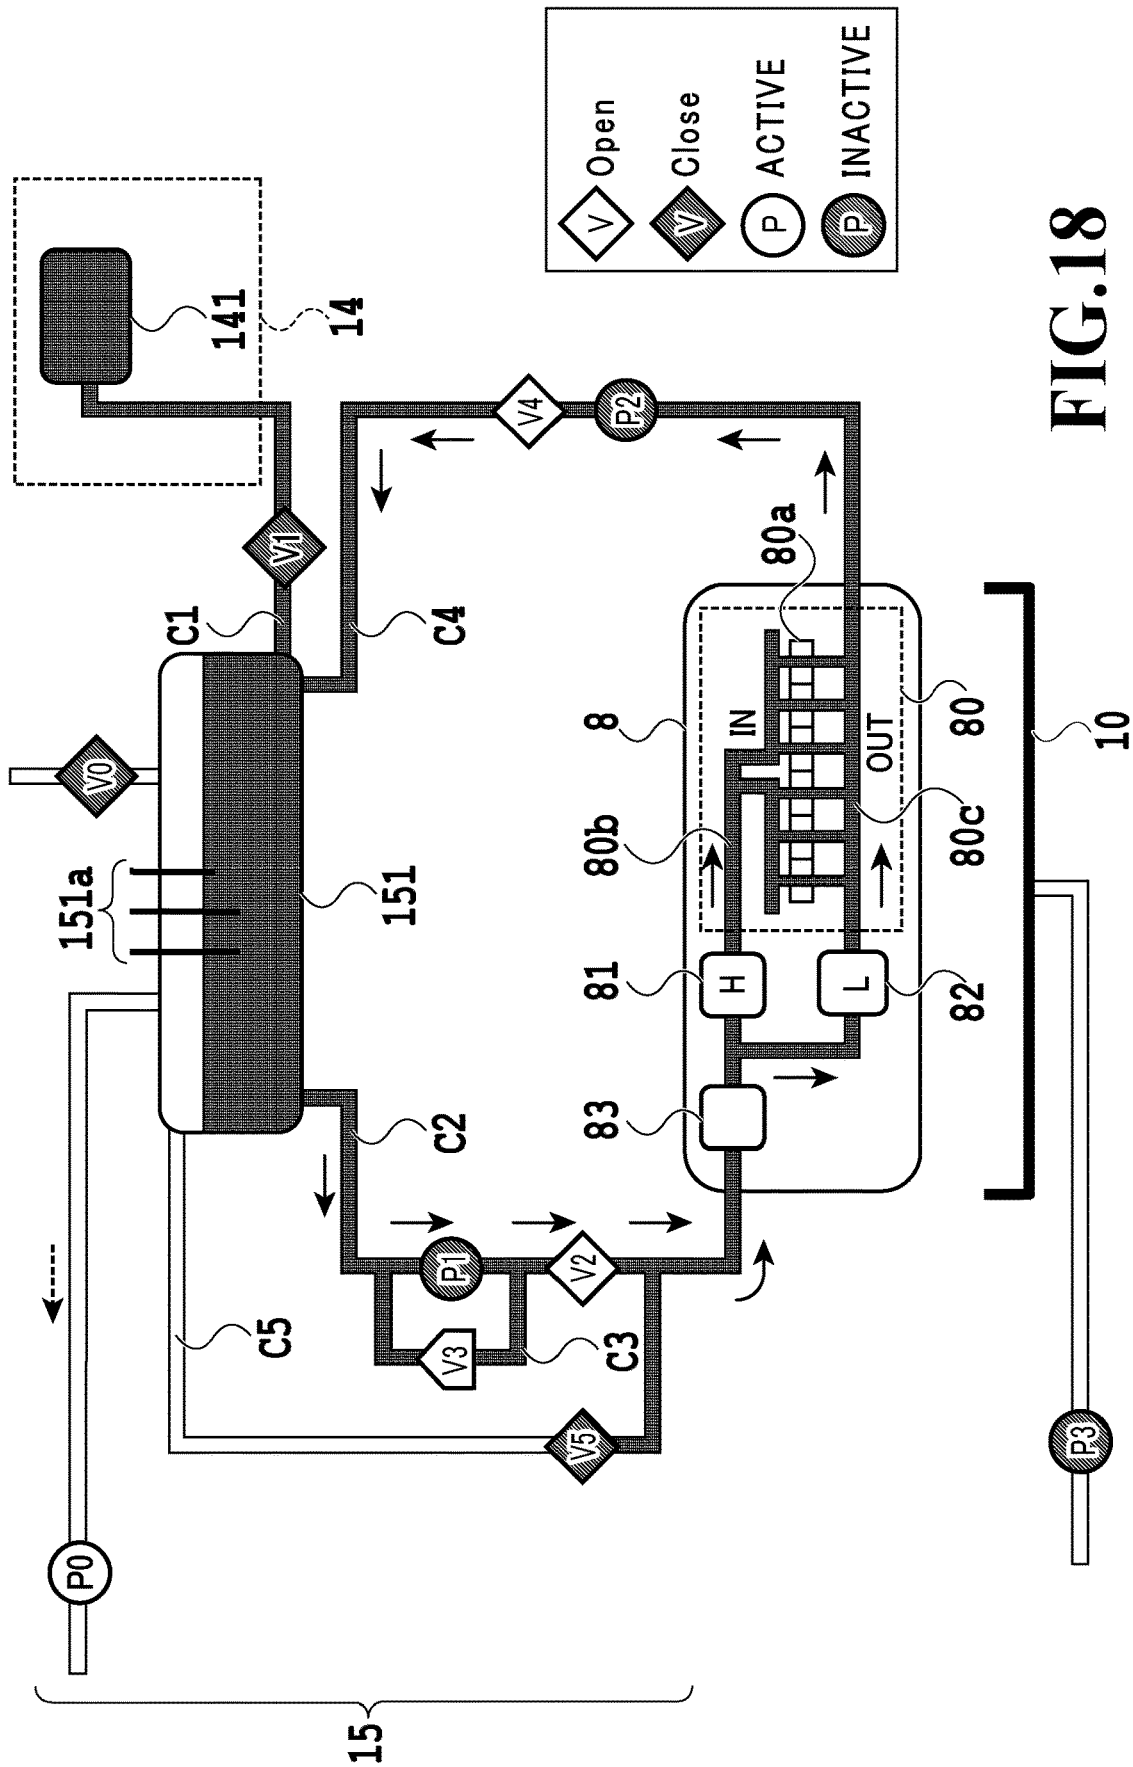 15
P0
P3
V5
C5
V3
C3
P1
V2
C2
83
81
H
82
L
151a
151
V0
80b
80c
8
IN
OUT
80
10
C1
C4
V1
80a
V4
P2
141
14
V Open
V Close
P ACTIVE
P INACTIVE
FIG.18